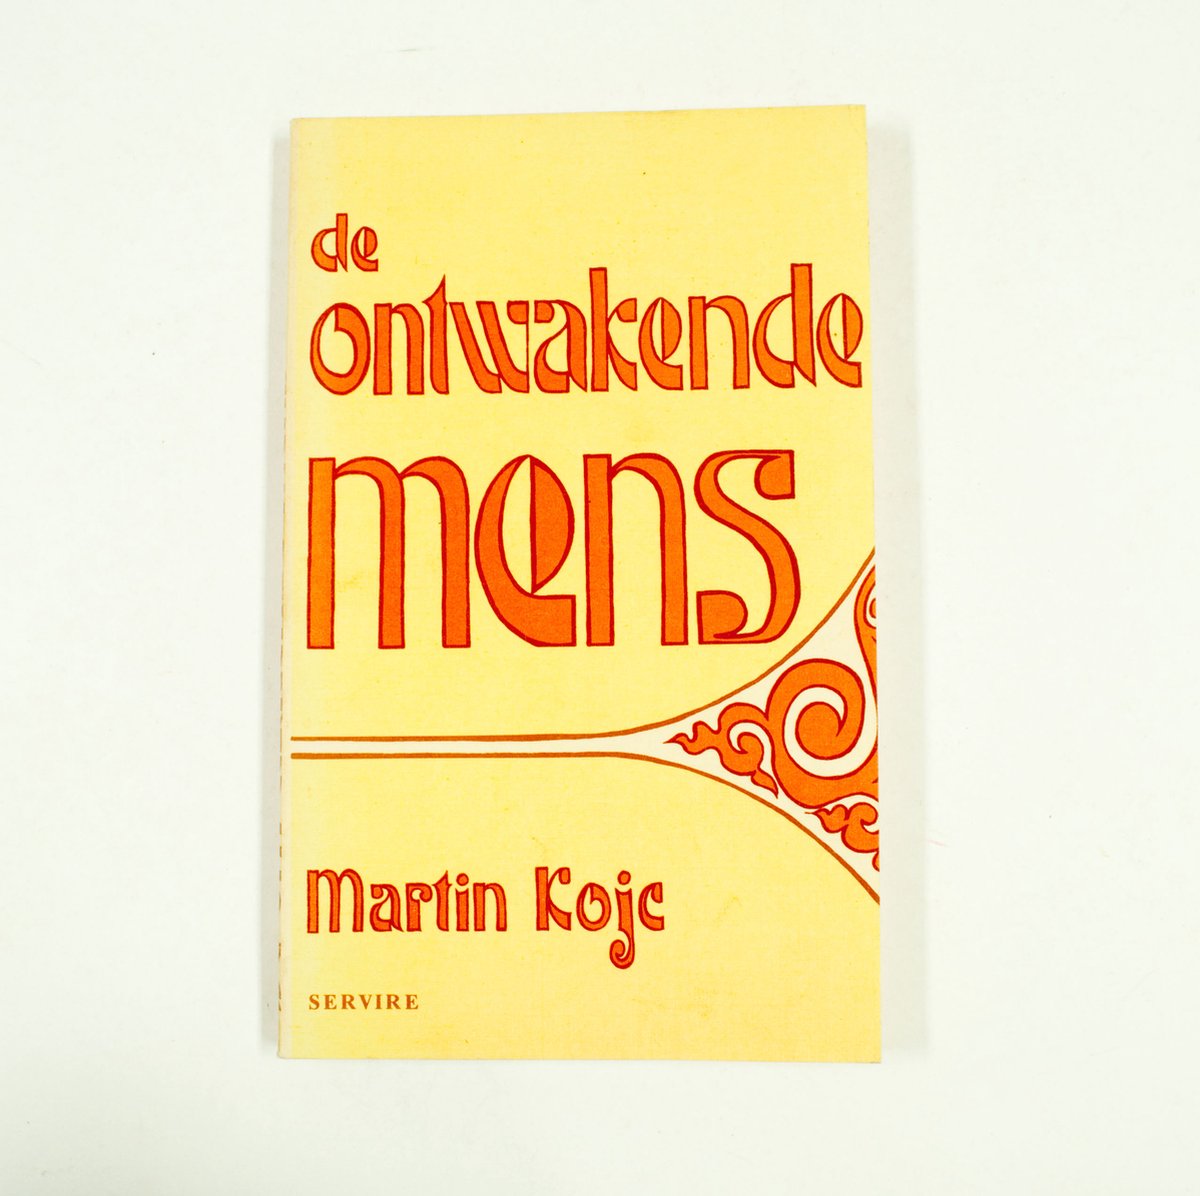 de
ontwakende
mens
Martin Kojc
SERVIRE